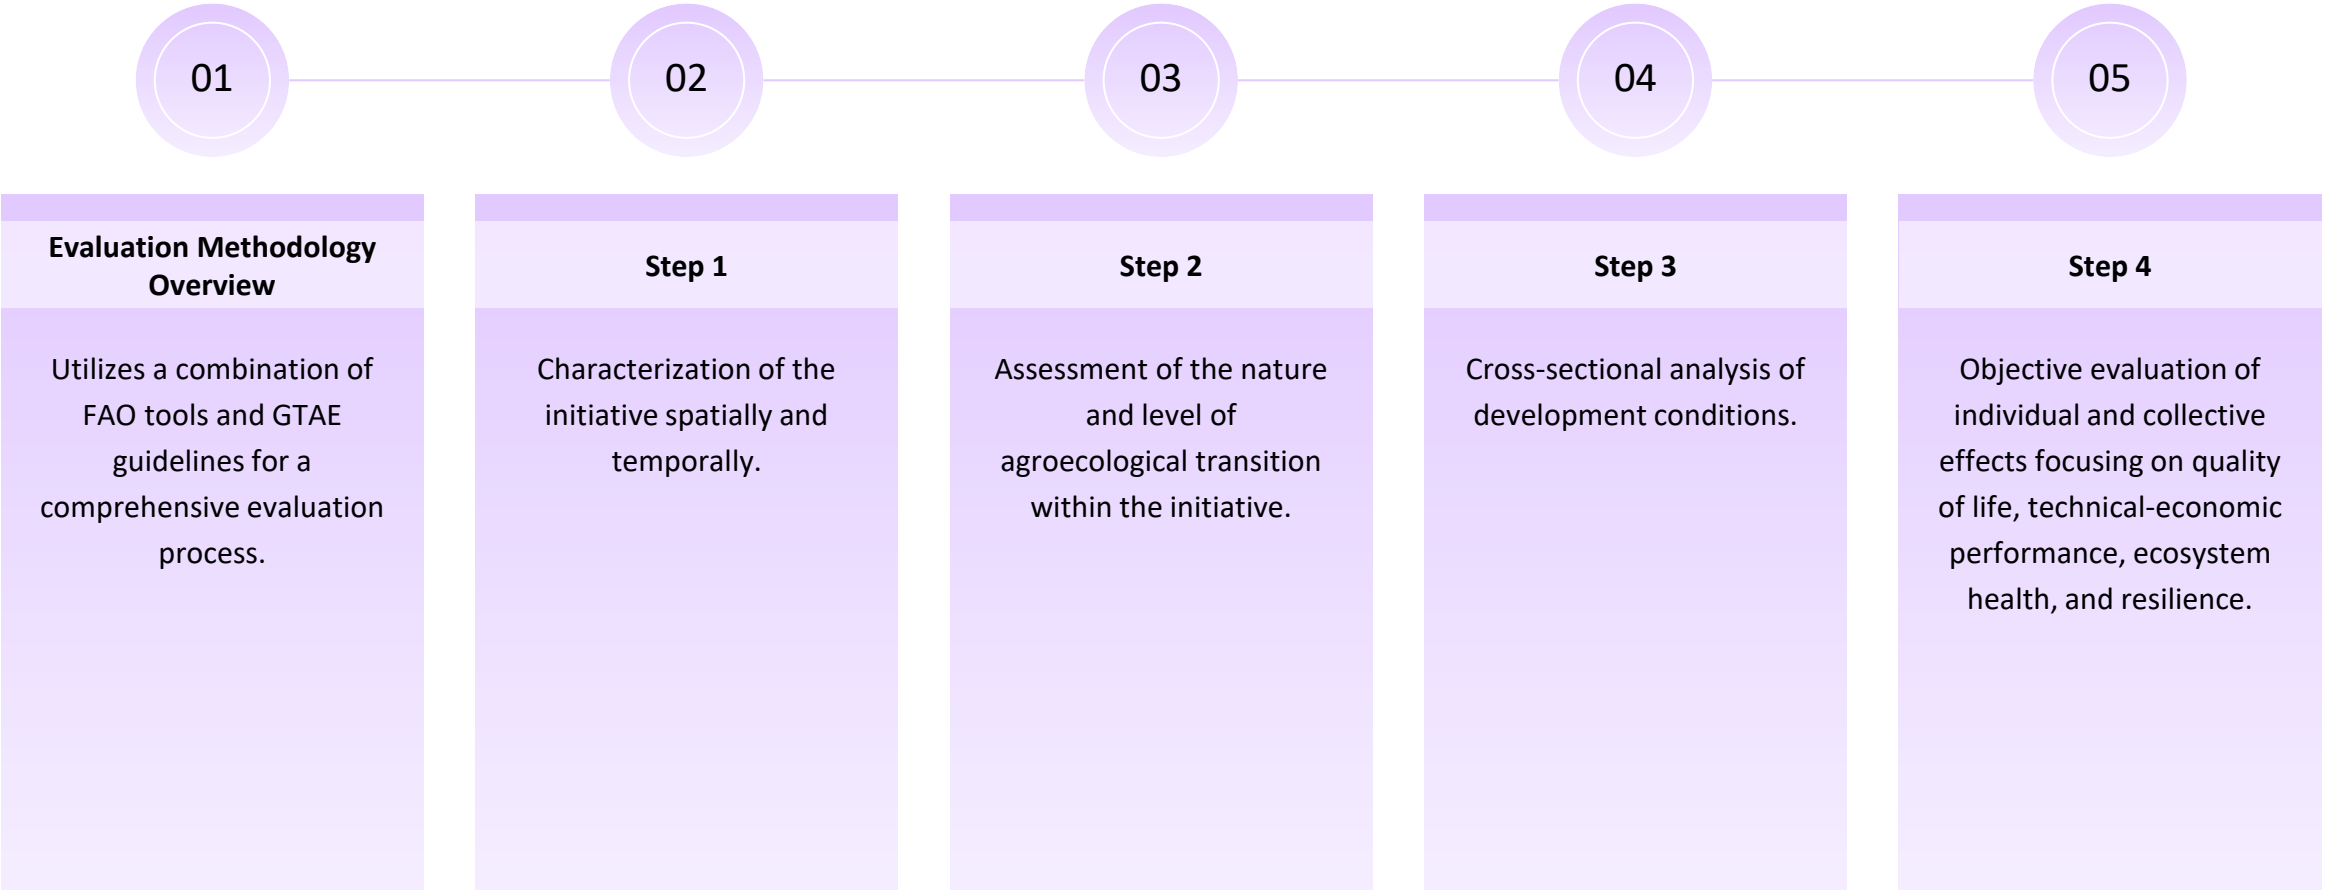 01
02
03
04
05
Evaluation Methodology
Overview
Utilizes a combination of
FAO tools and GTAE
guidelines for a
comprehensive evaluation
process.
Step 1
Characterization of the
initiative spatially and
temporally.
Step 2
Assessment of the nature
and level of
agroecological transition
within the initiative.
Step 3
Cross-sectional analysis of
development conditions.
Step 4
Objective evaluation of
individual and collective
effects focusing on quality
of life, technical-economic
performance, ecosystem
health, and resilience.